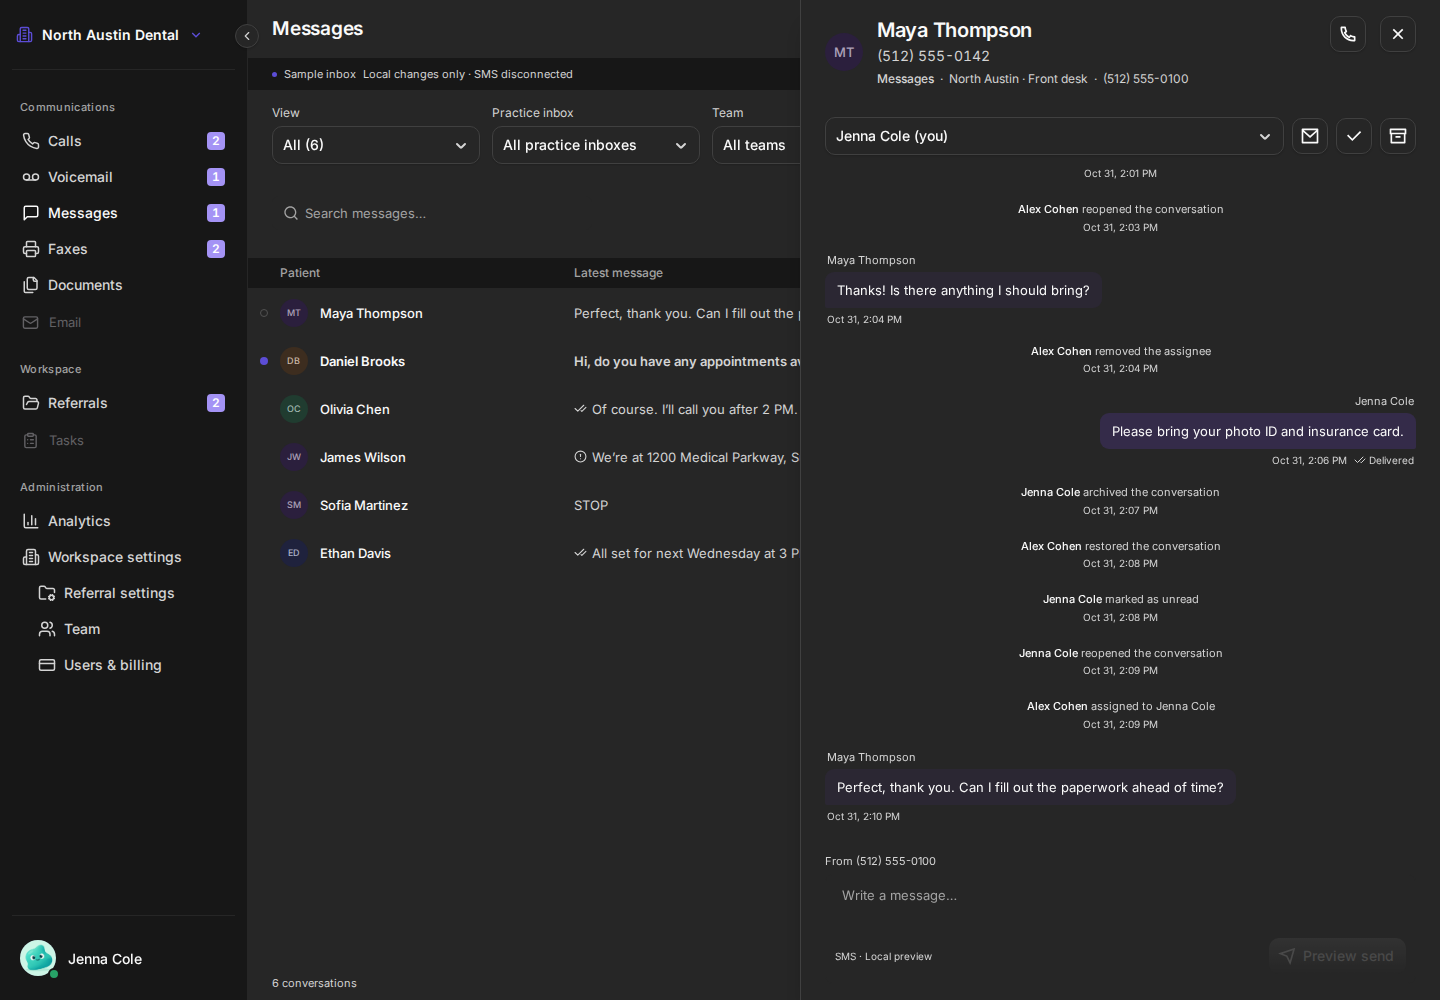 North Austin Dental
Communications
Calls 2
Voicemail 1
Messages 1
Faxes 2
Documents
Email
Workspace
Referrals 2
Tasks
Administration
Analytics
Workspace settings
Referral settings
Team
Users & billing
Jenna Cole
Messages
Sample inbox Local changes only · SMS disconnected
View Practice inbox Team
All (6) All practice inboxes All teams
Search messages...
Patient Latest message
MT Maya Thompson Perfect, thank you. Can I fill out the
DB Daniel Brooks Hi, do you have any appointments
OC Olivia Chen Of course. I'll call you after 2 PM.
JW James Wilson We're at 1200 Medical Parkway,
SM Sofia Martinez STOP
ED Ethan Davis All set for next Wednesday at 3
6 conversations
MT
Maya Thompson
(512) 555-0142
Messages · North Austin · Front desk · (512) 555-0100
Jenna Cole (you)
Oct 31, 2:01 PM
Alex Cohen reopened the conversation
Oct 31, 2:03 PM
Maya Thompson
Thanks! Is there anything I should bring?
Oct 31, 2:04 PM
Alex Cohen removed the assignee
Oct 31, 2:04 PM
Jenna Cole
Please bring your photo ID and insurance card.
Oct 31, 2:06 PM Delivered
Jenna Cole archived the conversation
Oct 31, 2:07 PM
Alex Cohen restored the conversation
Oct 31, 2:08 PM
Jenna Cole marked as unread
Oct 31, 2:08 PM
Jenna Cole reopened the conversation
Oct 31, 2:09 PM
Alex Cohen assigned to Jenna Cole
Oct 31, 2:09 PM
Maya Thompson
Perfect, thank you. Can I fill out the paperwork ahead of time?
Oct 31, 2:10 PM
From (512) 555-0100
Write a message...
SMS · Local preview
Preview send